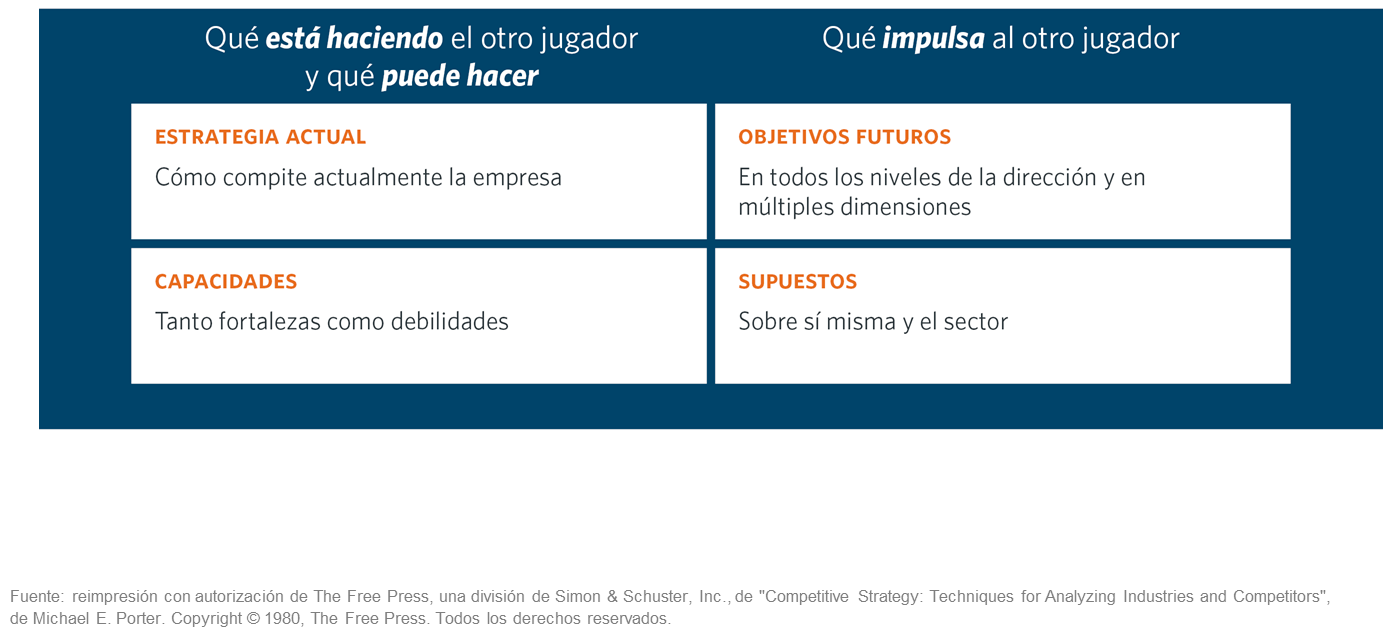 Qué está haciendo el otro jugador
y qué puede hacer
Qué impulsa al otro jugador
ESTRATEGIA ACTUAL
Cómo compite actualmente la empresa
OBJETIVOS FUTUROS
En todos los niveles de la dirección y en
múltiples dimensiones
CAPACIDADES
Tanto fortalezas como debilidades
SUPUESTOS
Sobre sí misma y el sector
Fuente: reimpresión con autorización de The Free Press, una división de Simon & Schuster, Inc., de "Competitive Strategy: Techniques for Analyzing Industries and Competitors",
de Michael E. Porter. Copyright © 1980, The Free Press. Todos los derechos reservados.